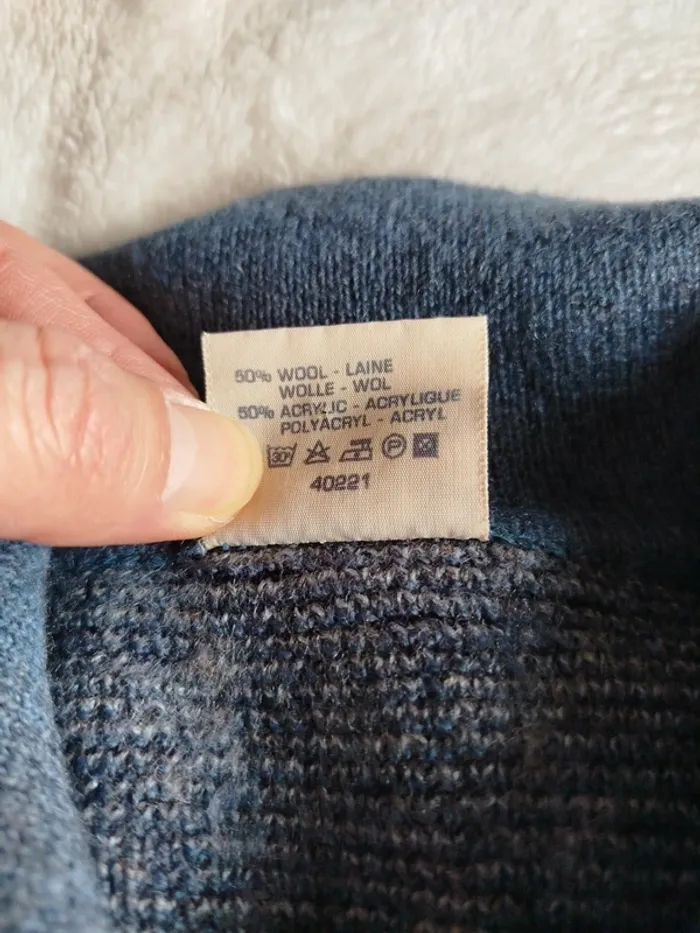 50% WOOL - LAINE
WOLLE - WOL
50% ACRYLIC - ACRYLIQUE
POLYACRYL - ACRYL
30° P
40221